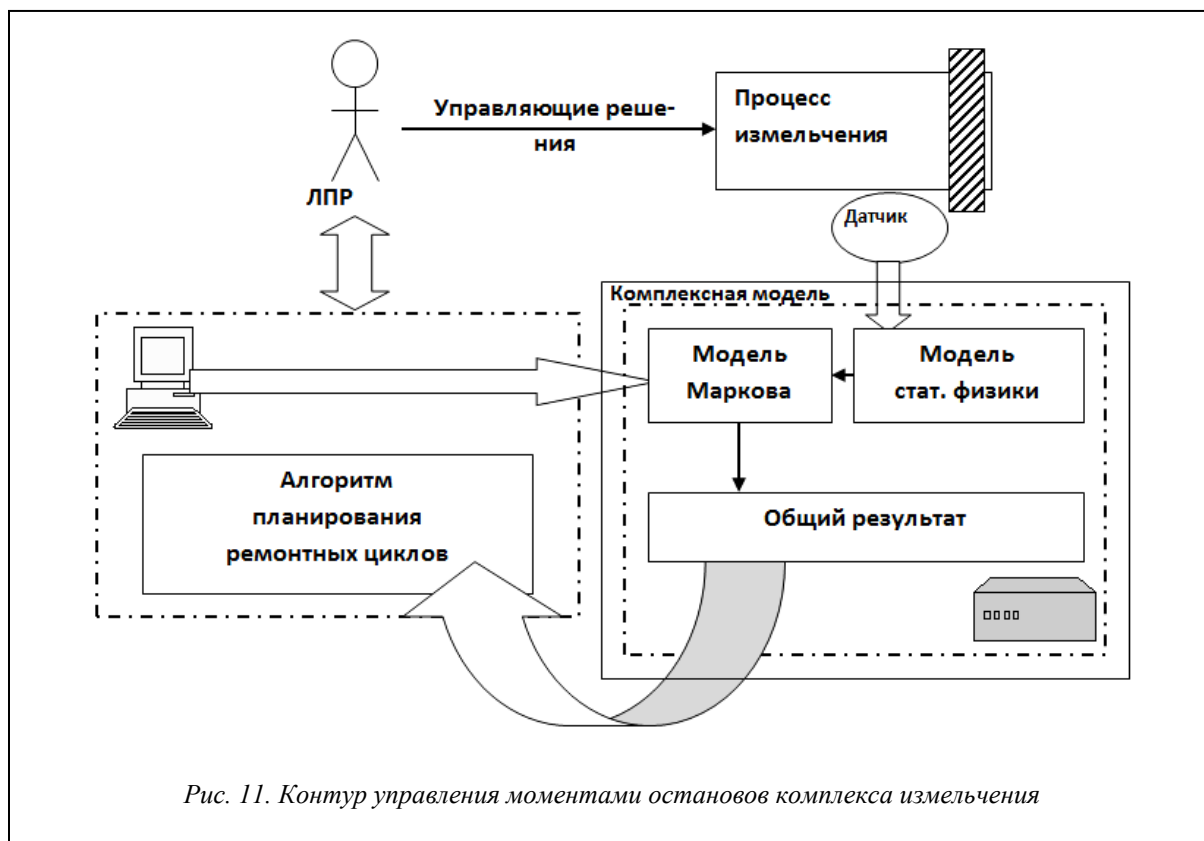 Управляющие реше-
ния
Процесс
измельчения
ЛПР
Датчик
Комплексная модель
Модель
Маркова
Модель
стат. физики
Алгоритм
планирования
ремонтных циклов
Общий результат
Рис. 11. Контур управления моментами остановов комплекса измельчения